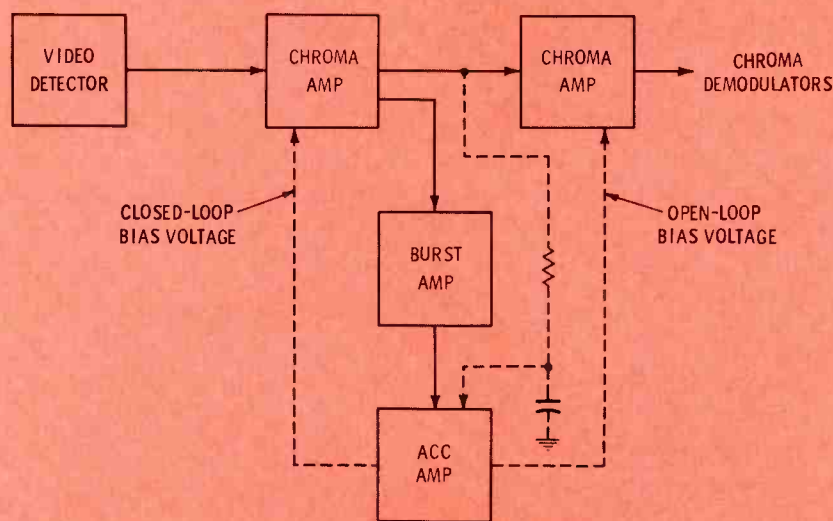 VIDEO
DETECTOR
CHROMA
AMP
CHROMA
AMP
CHROMA
DEMODULATORS
CLOSED-LOOP
BIAS VOLTAGE
OPEN-LOOP
BIAS VOLTAGE
BURST
AMP
ACC
AMP